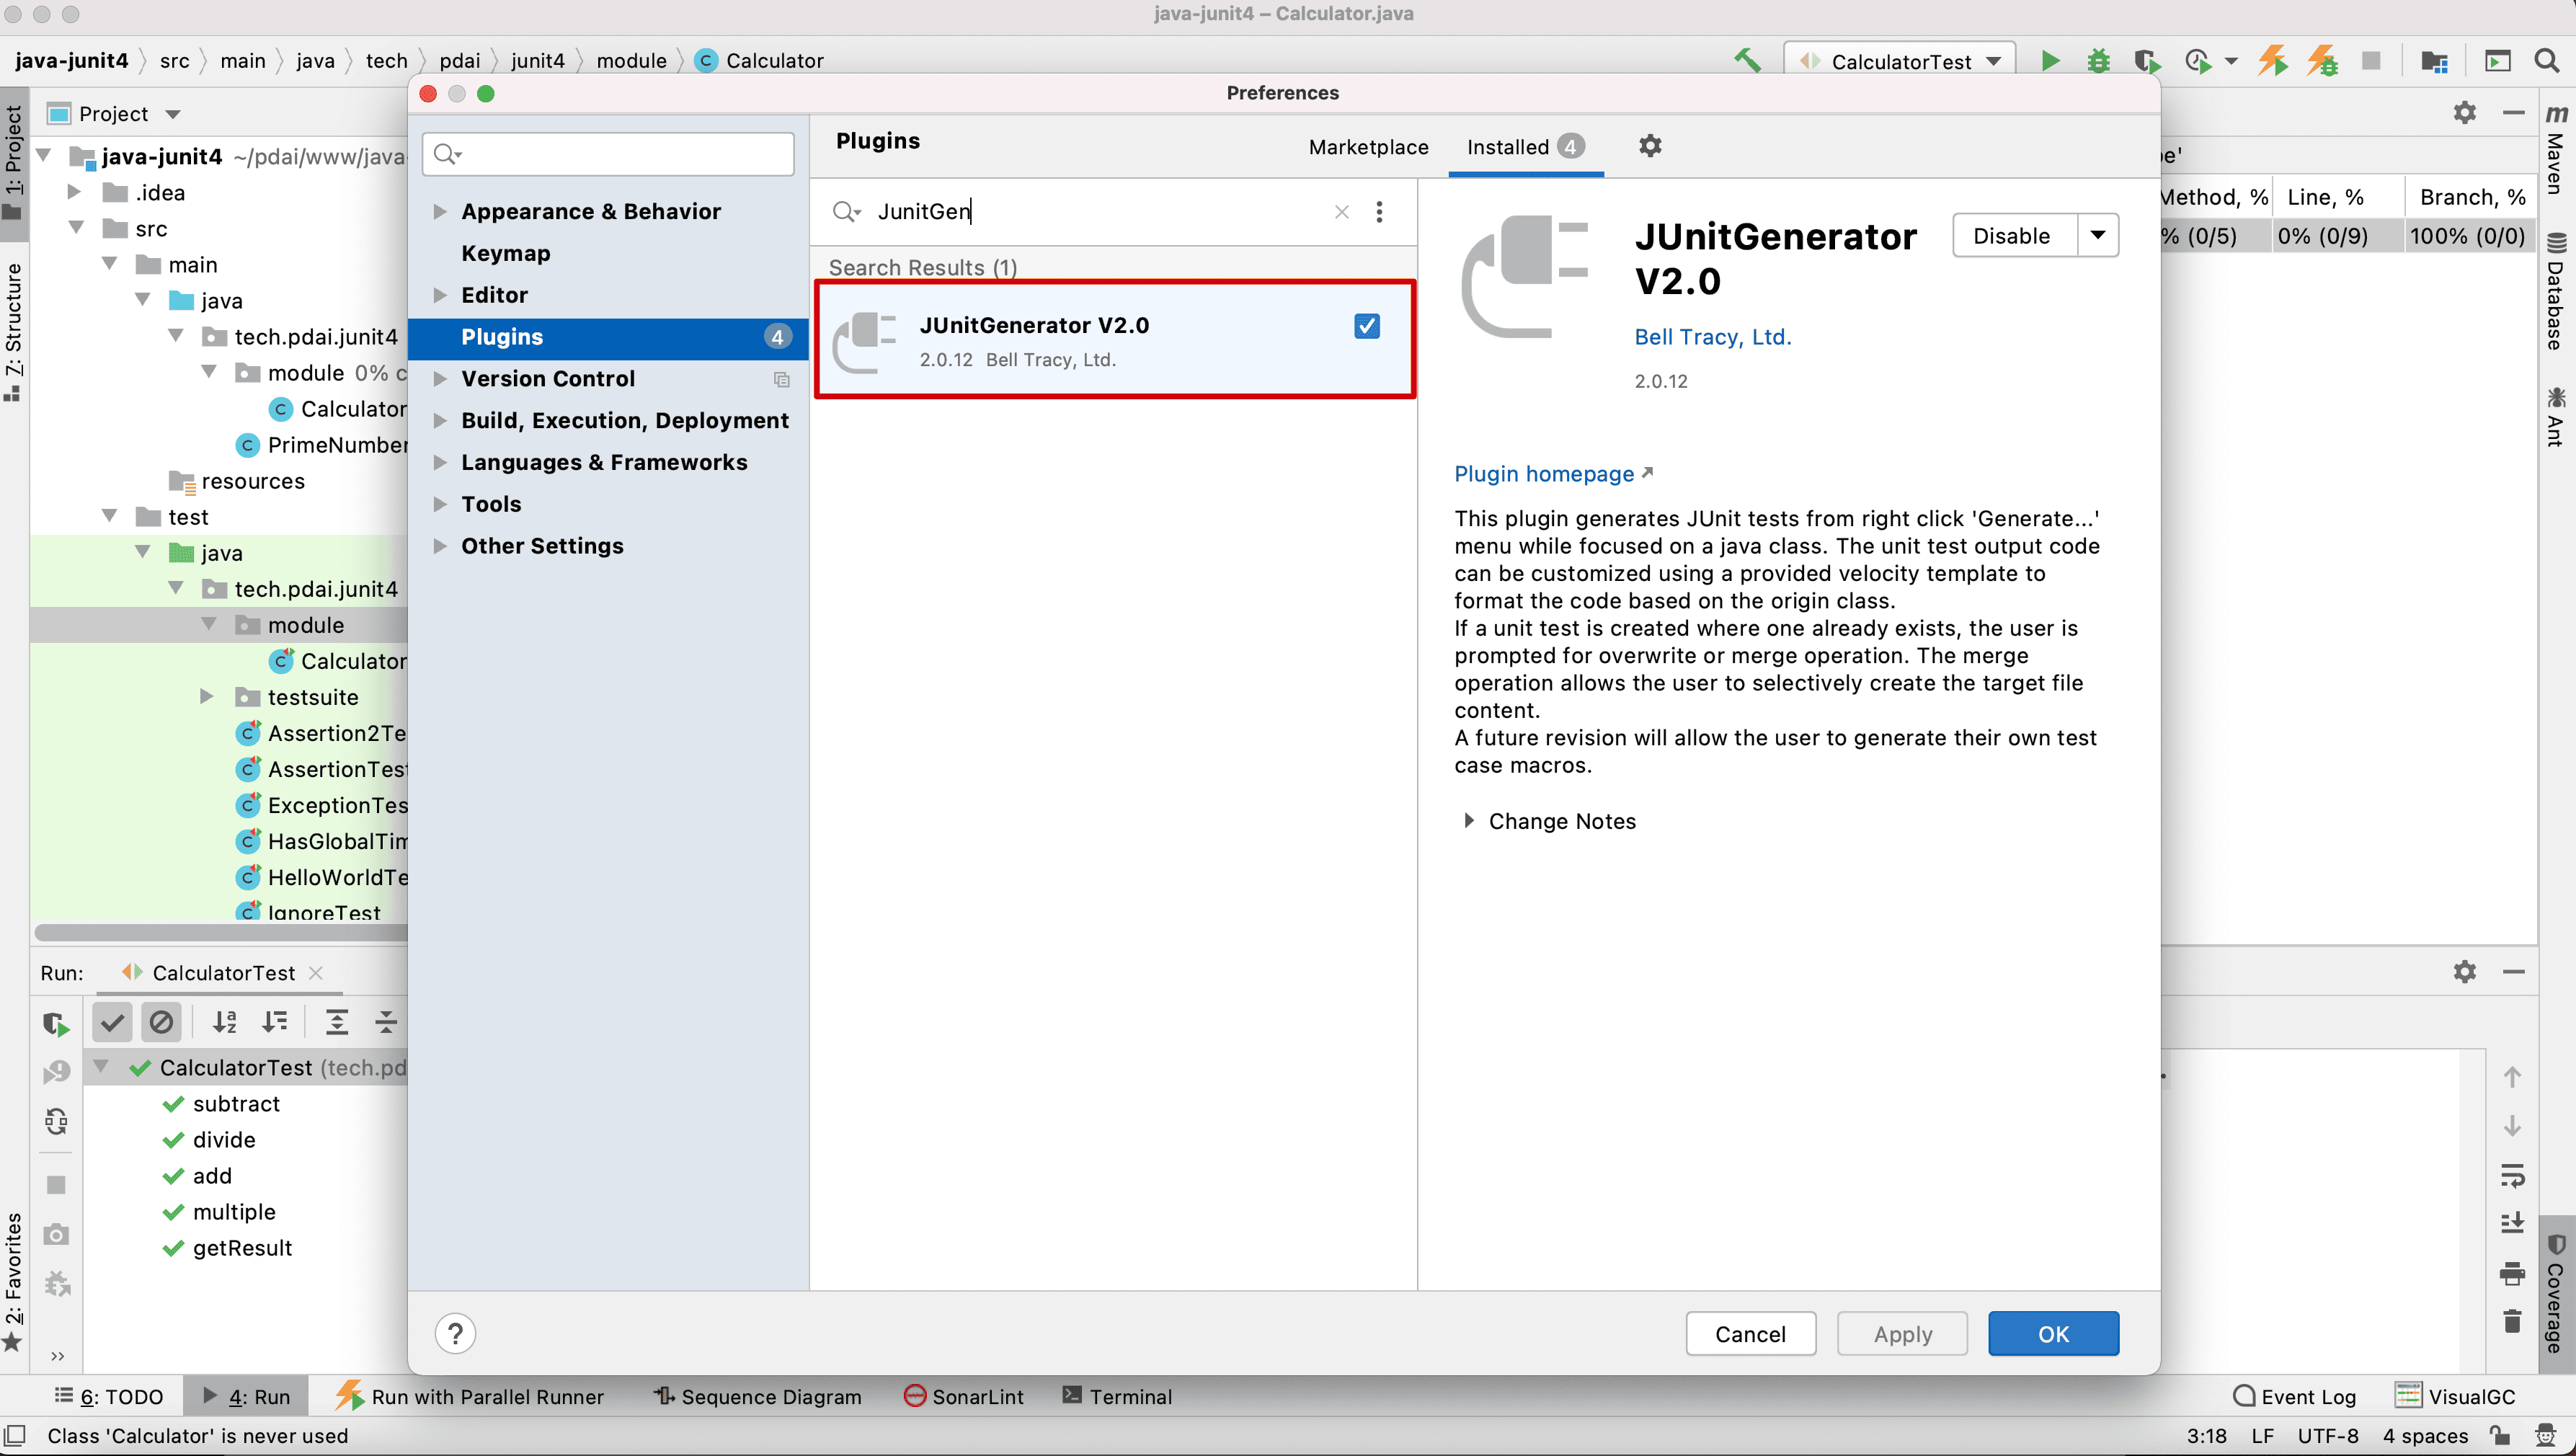 java-junit4 – Calculator.java
java-junit4 src main java tech pdai junit4 module Calculator
CalculatorTest
Project
java-junit4 ~/pdai/www/java-
.idea
src
main
java
tech.pdai.junit4
module 0% c
Calculator
PrimeNumber
resources
test
java
tech.pdai.junit4
module
Calculator
testsuite
Assertion2Te
AssertionTest
ExceptionTes
HasGlobalTim
HelloWorldTe
IgnoreTest
1: Project
7: Structure
2: Favorites
Preferences
Appearance & Behavior
Keymap
Editor
Plugins 4
Version Control
Build, Execution, Deployment
Languages & Frameworks
Tools
Other Settings
Plugins
Marketplace
Installed 4
JunitGen
Search Results (1)
JUnitGenerator V2.0
2.0.12 Bell Tracy, Ltd.
JUnitGenerator
V2.0
Disable
Bell Tracy, Ltd.
2.0.12
Plugin homepage
This plugin generates JUnit tests from right click 'Generate...'
menu while focused on a java class. The unit test output code
can be customized using a provided velocity template to
format the code based on the origin class.
If a unit test is created where one already exists, the user is
prompted for overwrite or merge operation. The merge
operation allows the user to selectively create the target file
content.
A future revision will allow the user to generate their own test
case macros.
Change Notes
?
Cancel
Apply
OK
pe'
Method, % Line, % Branch, %
% (0/5) 0% (0/9) 100% (0/0)
Maven
Database
Ant
Coverage
Run: CalculatorTest
CalculatorTest (tech.pd
subtract
divide
add
multiple
getResult
6: TODO
4: Run
Run with Parallel Runner
Sequence Diagram
SonarLint
Terminal
Event Log
VisualGC
Class 'Calculator' is never used
3:18 LF UTF-8 4 spaces